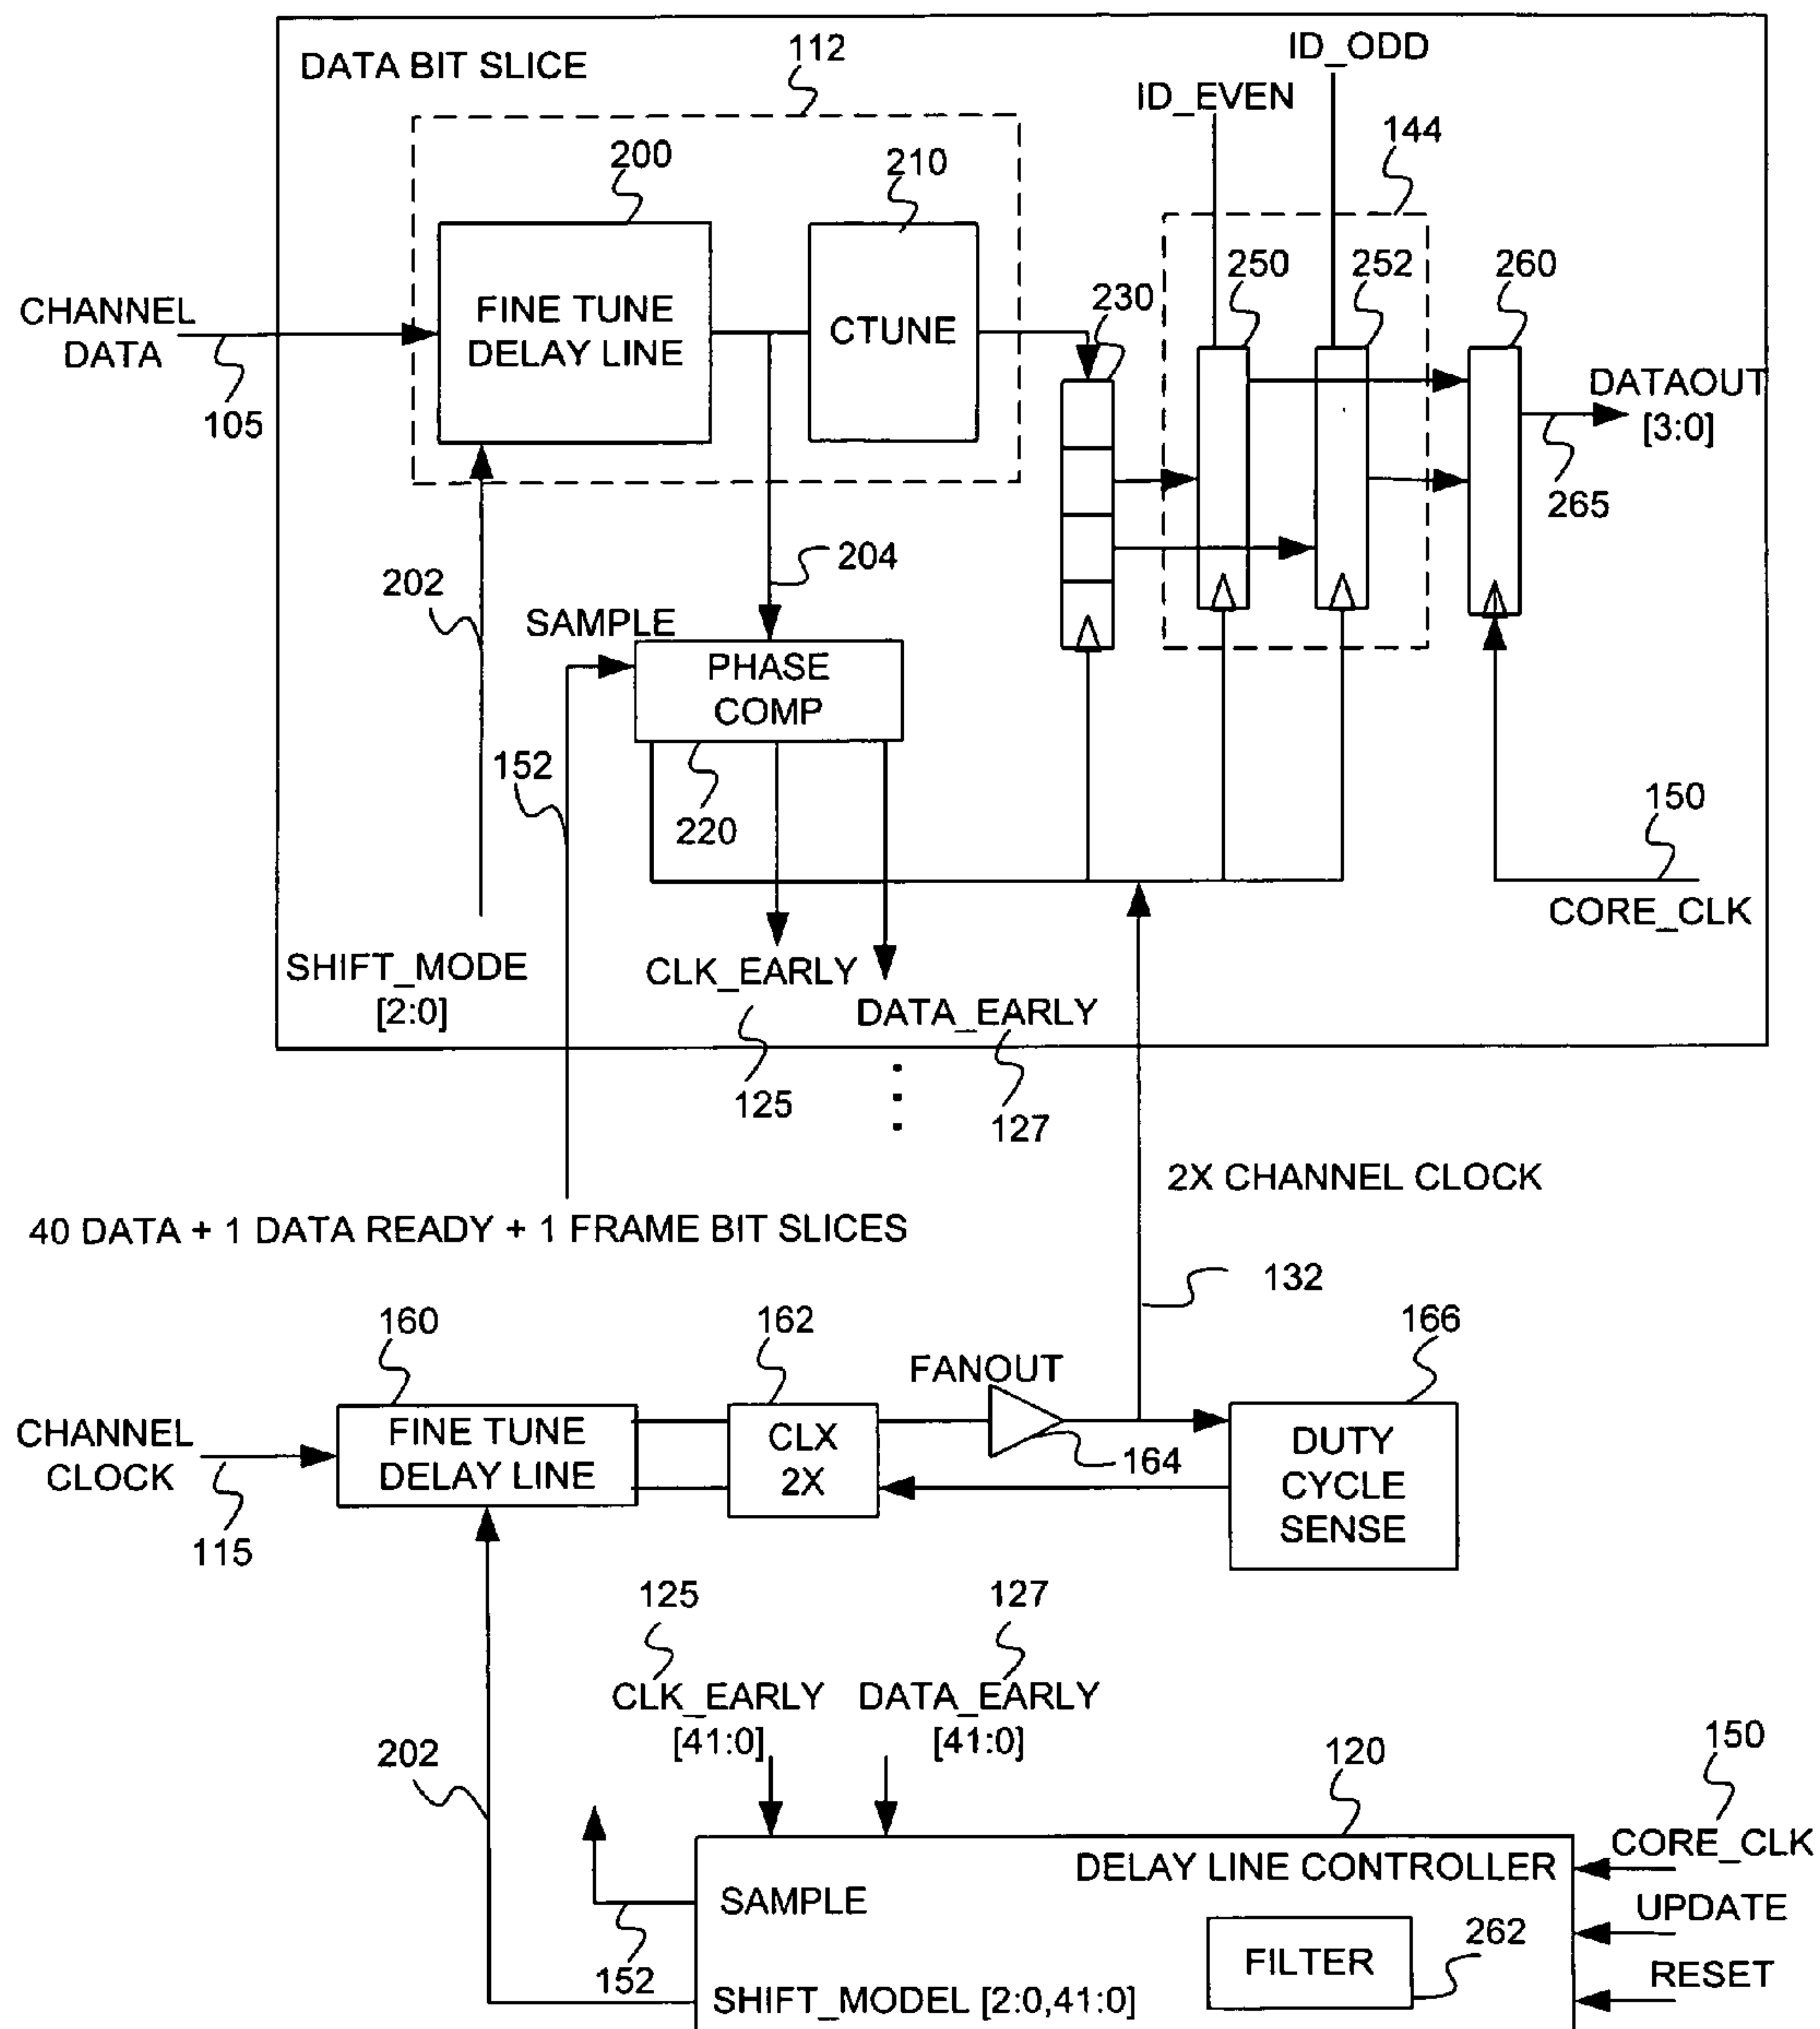 DATA BIT SLICE
112
ID_ODD
ID_EVEN
144
200
210
250
252
260
230
CHANNEL
DATA
105
FINE TUNE
DELAY LINE
CTUNE
DATAOUT
[3:0]
265
204
202
SAMPLE
PHASE
COMP
152
220
150
CORE_CLK
SHIFT_MODE
[2:0]
CLK_EARLY
DATA_EARLY
125
127
2X CHANNEL CLOCK
40 DATA + 1 DATA READY + 1 FRAME BIT SLICES
132
160
162
166
FANOUT
CHANNEL
CLOCK
115
FINE TUNE
DELAY LINE
CLX
2X
164
DUTY
CYCLE
SENSE
125
127
CLK_EARLY
[41:0]
DATA_EARLY
[41:0]
202
120
150
CORE_CLK
DELAY LINE CONTROLLER
SAMPLE
UPDATE
152
FILTER
262
RESET
SHIFT_MODEL [2:0,41:0]